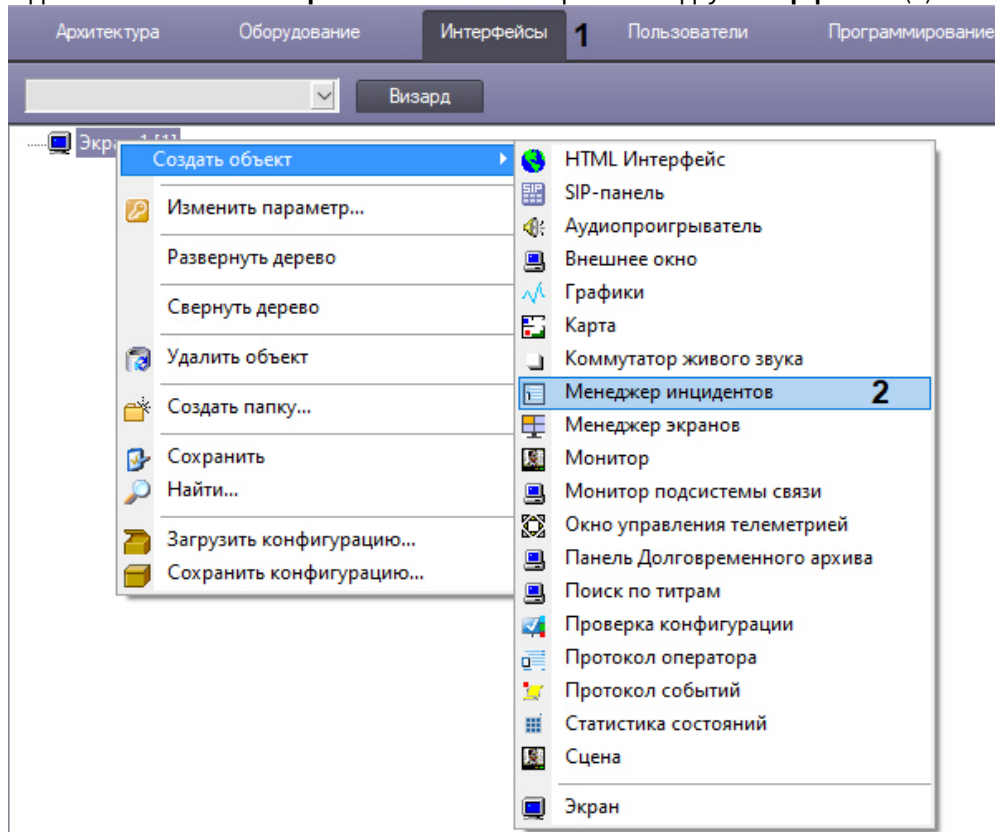 Архитектура Оборудование Интерфейсы 1 Пользователи Программирование
Визард
Создать объект
Изменить параметр...
Развернуть дерево
Свернуть дерево
Удалить объект
Создать папку...
Сохранить
Найти...
Загрузить конфигурацию...
Сохранить конфигурацию...
HTML Интерфейс
SIP-панель
Аудиопроигрыватель
Внешнее окно
Графики
Карта
Коммутатор живого звука
Менеджер инцидентов 2
Менеджер экранов
Монитор
Монитор подсистемы связи
Окно управления телеметрией
Панель Долговременного архива
Поиск по титрам
Проверка конфигурации
Протокол оператора
Протокол событий
Статистика состояний
Сцена
Экран